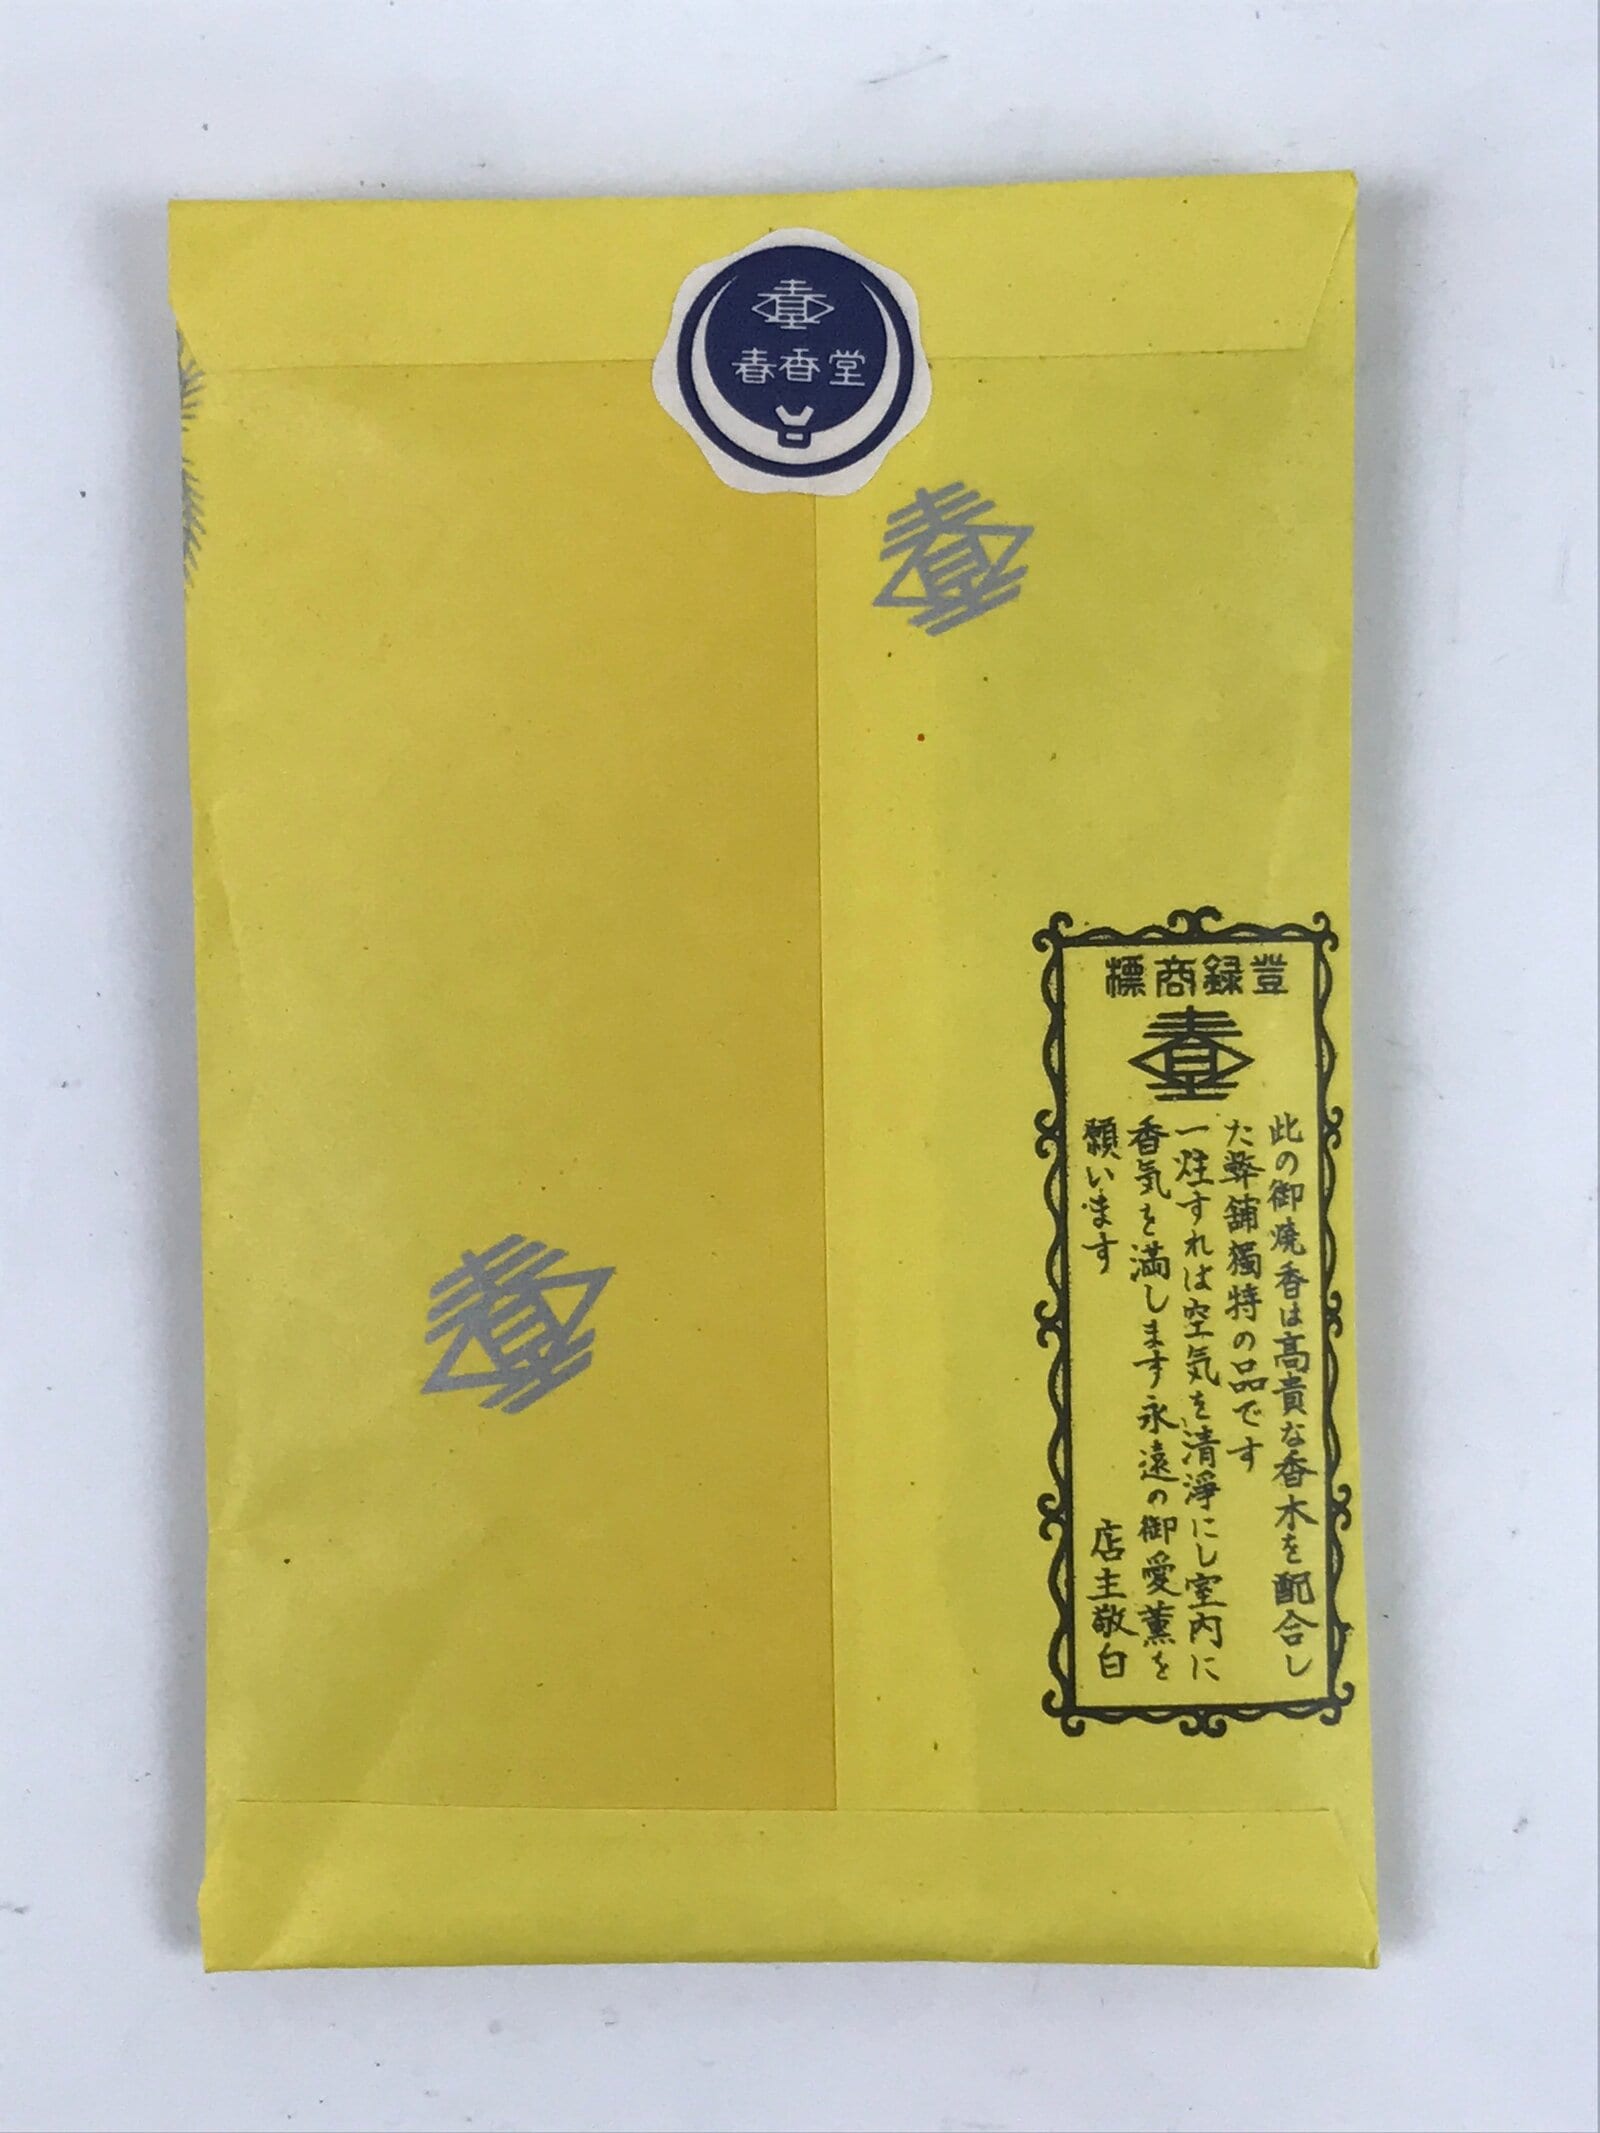 春香堂
標商録登
此の御焼香は高貴な香木を配合し
た弊舗獨特の品です
一炷すれは空気を清淨にし室内に
香気を満します永遠の御愛薫を
願います
店主敬白